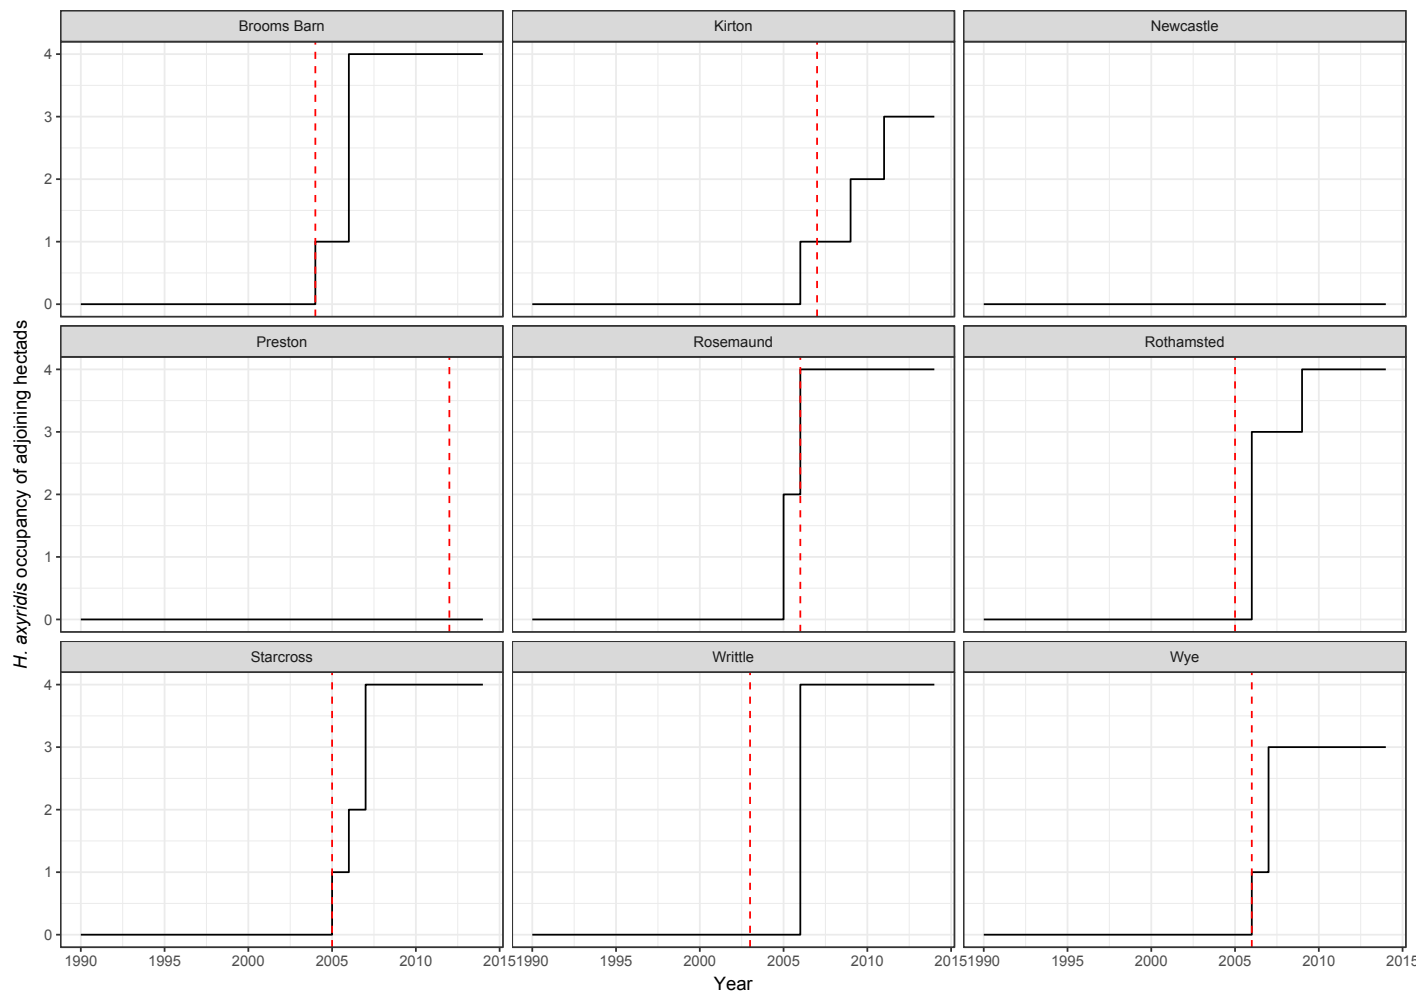 Brooms Barn
Kirton
Newcastle
4
3
2
1
0
Preston
Rosemaund
Rothamsted
4
3
2
1
0
Starcross
Writtle
Wye
4
3
2
1
0
1990 1995 2000 2005 2010 2015
1990 1995 2000 2005 2010 2015
1990 1995 2000 2005 2010 2015
Year
H. axyridis occupancy of adjoining hectads